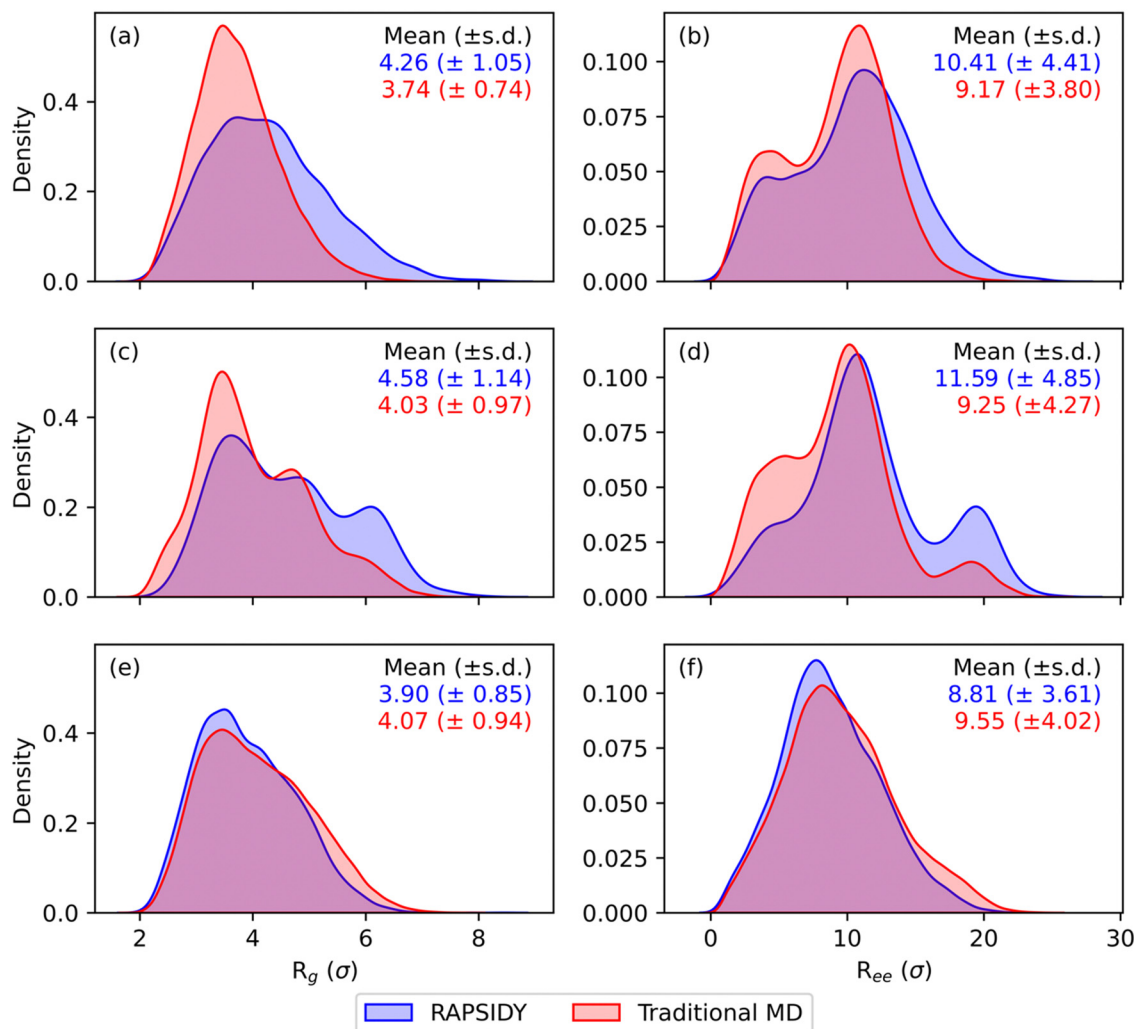 (a) Mean (±s.d.)
4.26 (± 1.05)
3.74 (± 0.74)
Density
0.4
0.2
0.0
(b) Mean (±s.d.)
10.41 (± 4.41)
9.17 (±3.80)
0.100
0.075
0.050
0.025
0.000
(c) Mean (±s.d.)
4.58 (± 1.14)
4.03 (± 0.97)
Density
0.4
0.2
0.0
(d) Mean (±s.d.)
11.59 (± 4.85)
9.25 (±4.27)
0.100
0.075
0.050
0.025
0.000
(e) Mean (±s.d.)
3.90 (± 0.85)
4.07 (± 0.94)
Density
0.4
0.2
0.0
2 4 6 8
R_g (σ)
(f) Mean (±s.d.)
8.81 (± 3.61)
9.55 (±4.02)
0.100
0.075
0.050
0.025
0.000
0 10 20 30
R_ee (σ)
RAPSIDY Traditional MD